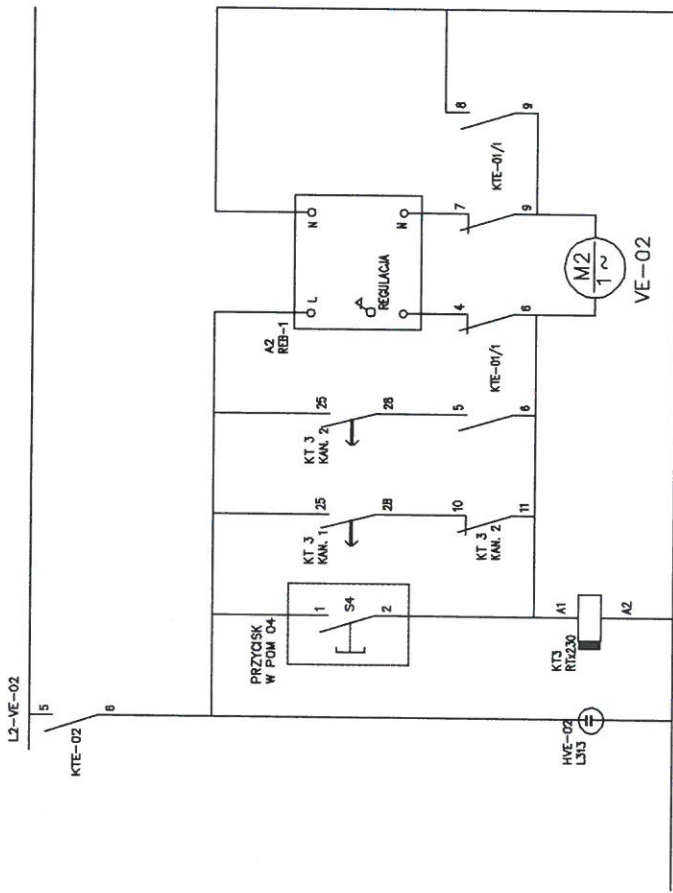 L2-VE-02
5
KTE-02
6
HVE-02
L313
PRZYCISK
W POM 04
1
S4
2
A1
KT3
RTx230
A2
25
KT 3
KAN. 1
28
10
KT 3
KAN. 2
11
25
KT 3
KAN. 2
28
5
6
A2
REB-1
L
N
REGULACJA
N
4
KTE-01/1
6
7
9
8
KTE-01/1
9
M2
1 ~
VE-02